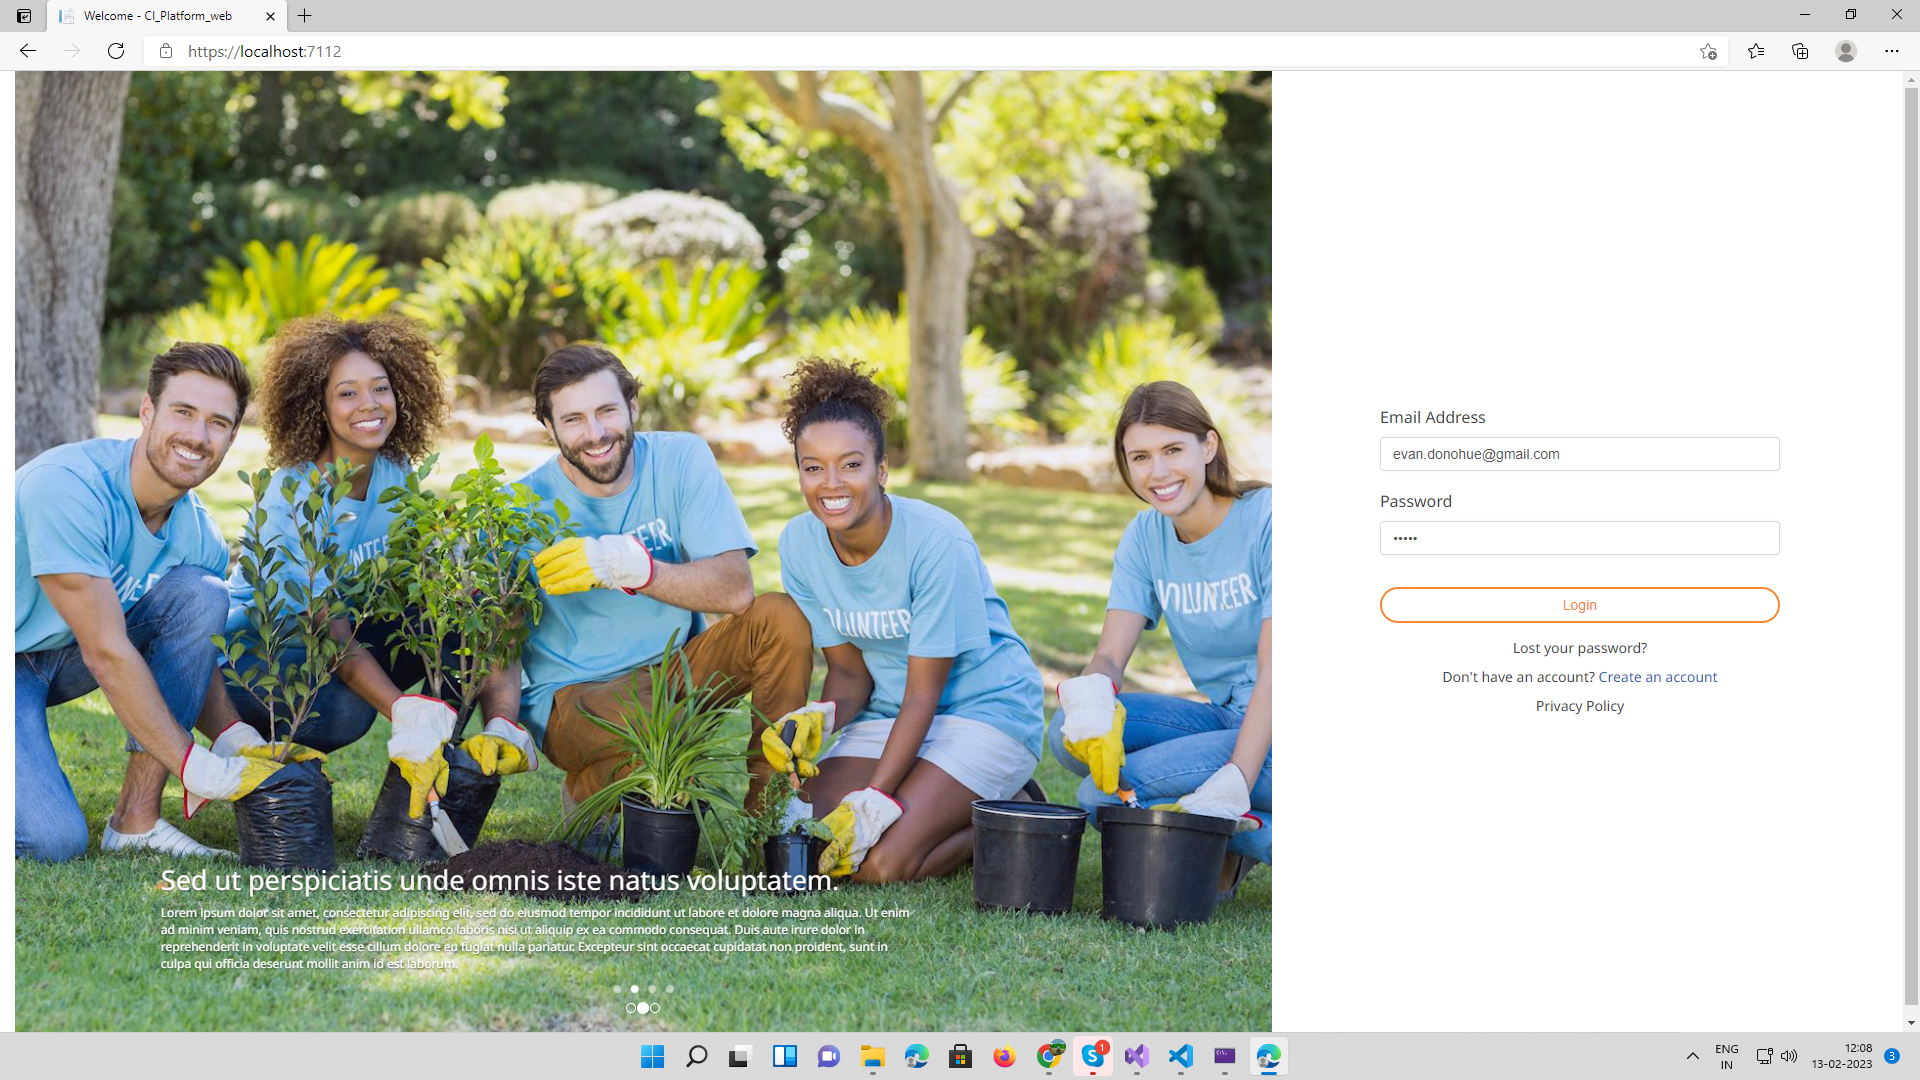 Welcome - CI_Platform_web
https://localhost:7112
VOLUNTEER
VOLUNTEER
Email Address
evan.donohue@gmail.com
Password
•••••
Login
Lost your password?
Don't have an account? Create an account
Privacy Policy
Sed ut perspiciatis unde omnis iste natus voluptatem.
Lorem ipsum dolor sit amet, consectetur adipiscing elit, sed do eiusmod tempor incididunt ut labore et dolore magna aliqua. Ut enim
ad minim veniam, quis nostrud exercitation ullamco laboris nisi ut aliquip ex ea commodo consequat. Duis aute irure dolor in
reprehenderit in voluptate velit esse cillum dolore eu fugiat nulla pariatur. Excepteur sint occaecat cupidatat non proident, sunt in
culpa qui officia deserunt mollit anim id est laborum.
1
ENG
IN
12:08
13-02-2023
3